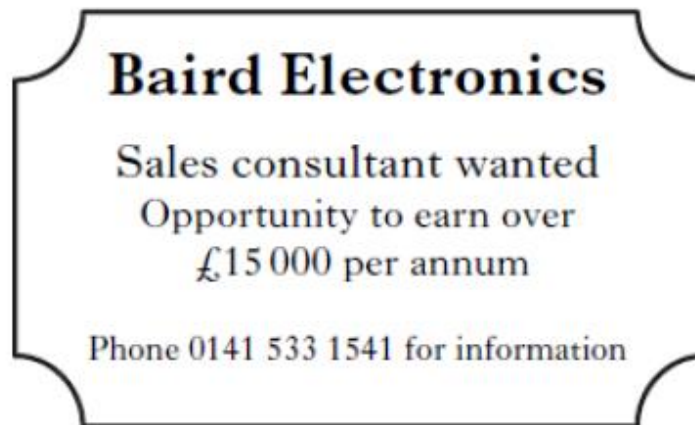 Baird Electronics
Sales consultant wanted
Opportunity to earn over
£15 000 per annum
Phone 0141 533 1541 for information